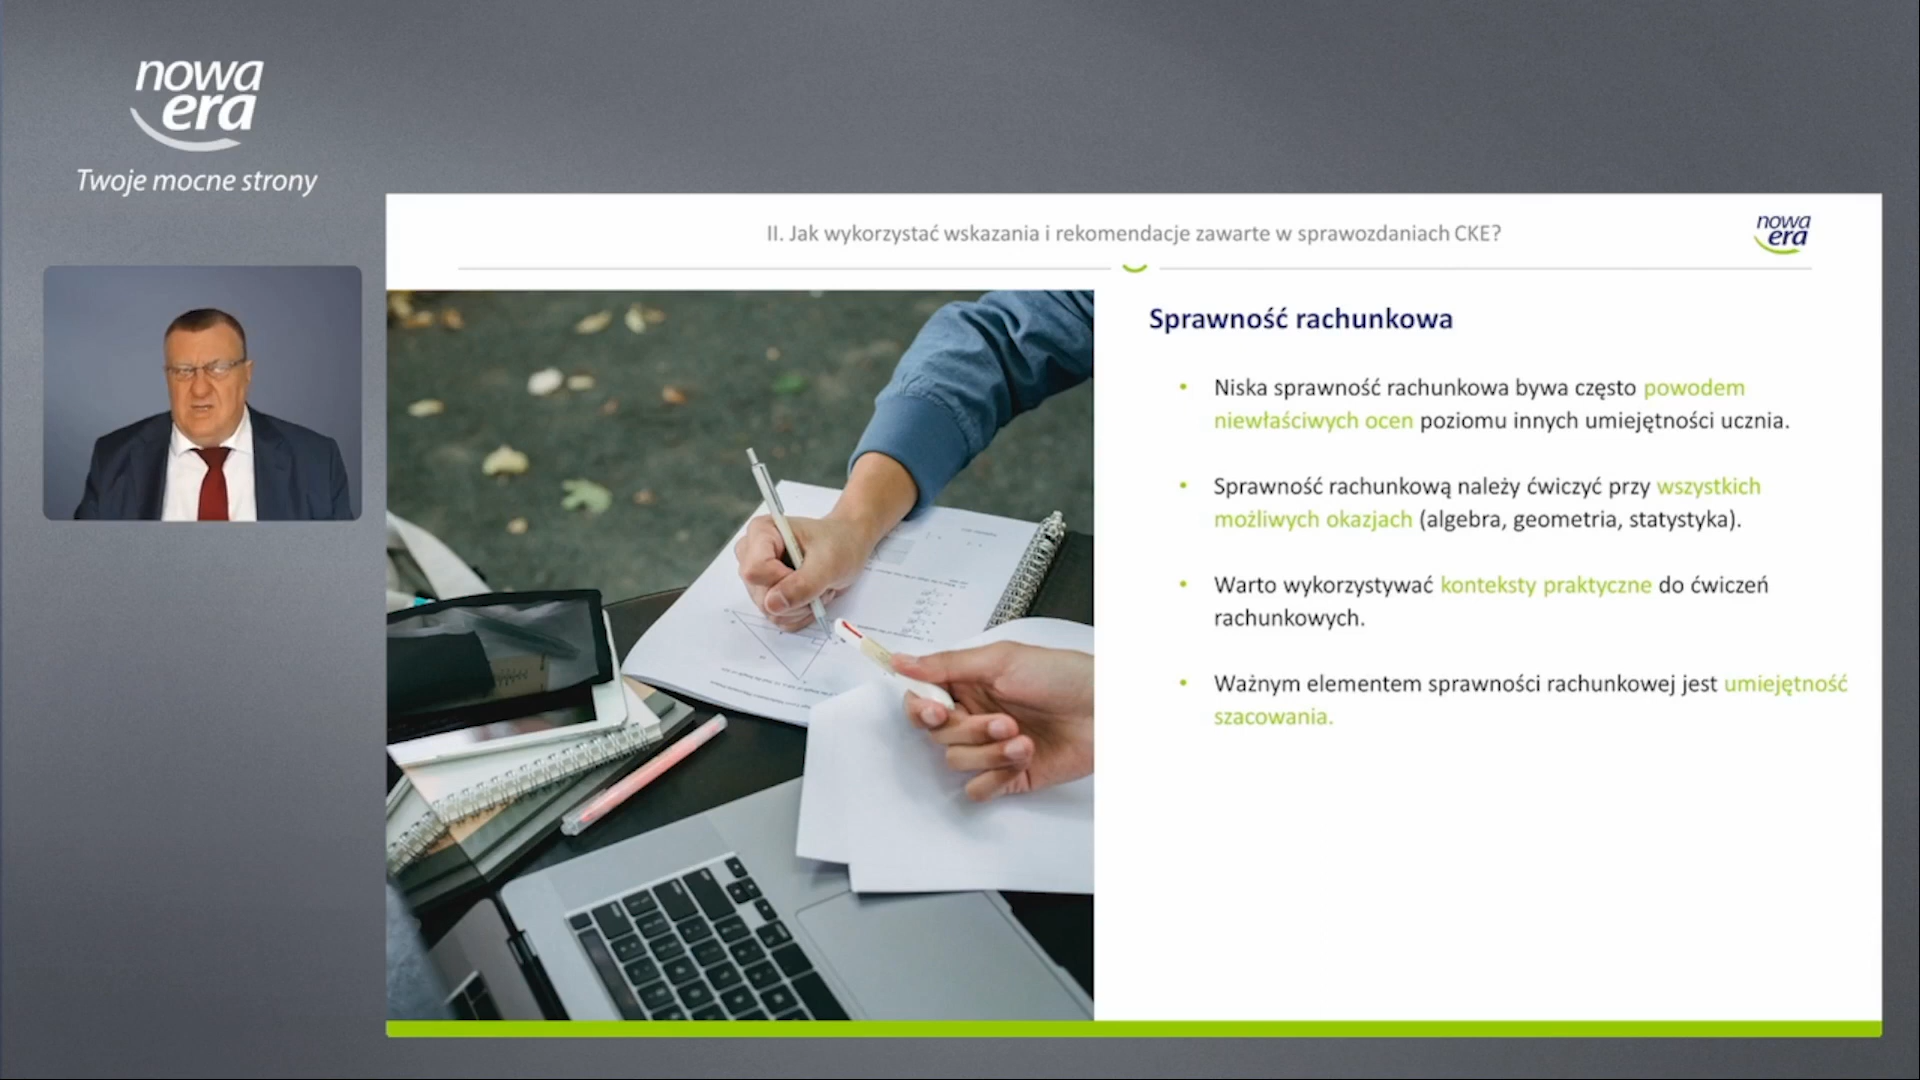 nowa
era
Twoje mocne strony
II. Jak wykorzystać wskazania i rekomendacje zawarte w sprawozdaniach CKE?
nowa
era
Sprawność rachunkowa
• Niska sprawność rachunkowa bywa często powodem
niewłaściwych ocen poziomu innych umiejętności ucznia.
• Sprawność rachunkową należy ćwiczyć przy wszystkich
możliwych okazjach (algebra, geometria, statystyka).
• Warto wykorzystywać konteksty praktyczne do ćwiczeń
rachunkowych.
• Ważnym elementem sprawności rachunkowej jest umiejętność
szacowania.